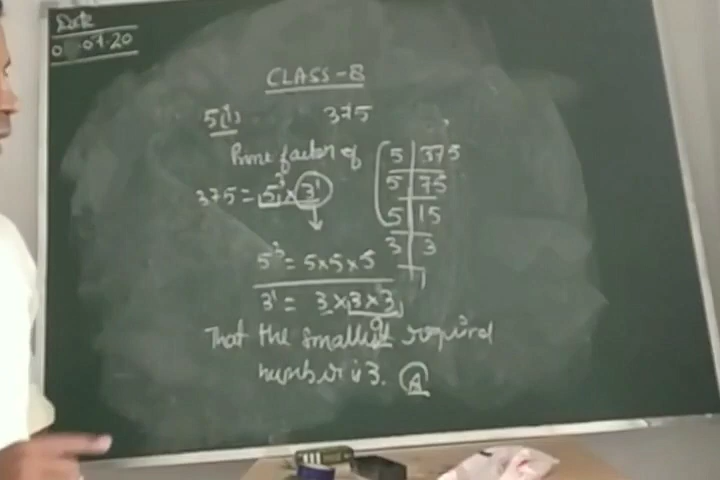 Date
07.20
CLASS-8
5(i) 375
Prime factor of
5 | 375
5 | 75
5 | 15
3 | 3
1
375 = 5³ × 3¹
5³ = 5×5×5
3¹ = 3×3×3
9
That the smallest required
number is 3. A